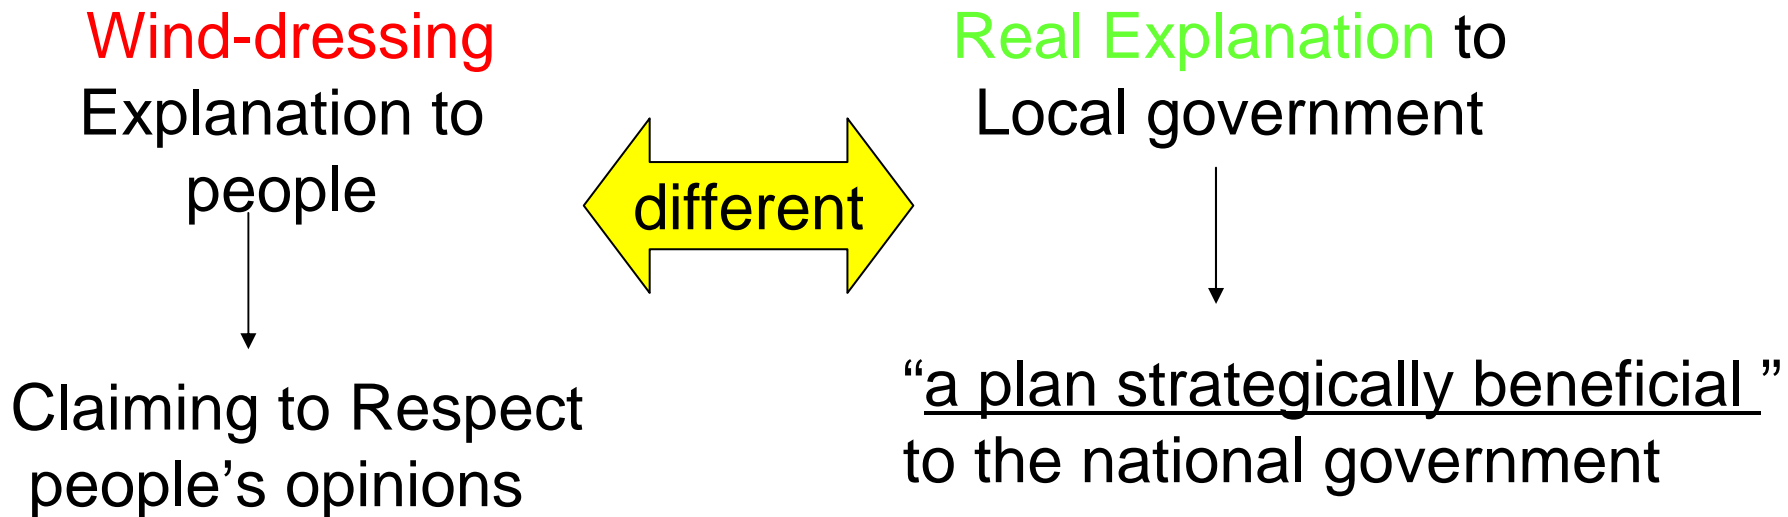 Wind-dressing
Explanation to
people
Claiming to Respect
people’s opinions
different
Real Explanation to
Local government
“a plan strategically beneficial ”
to the national government